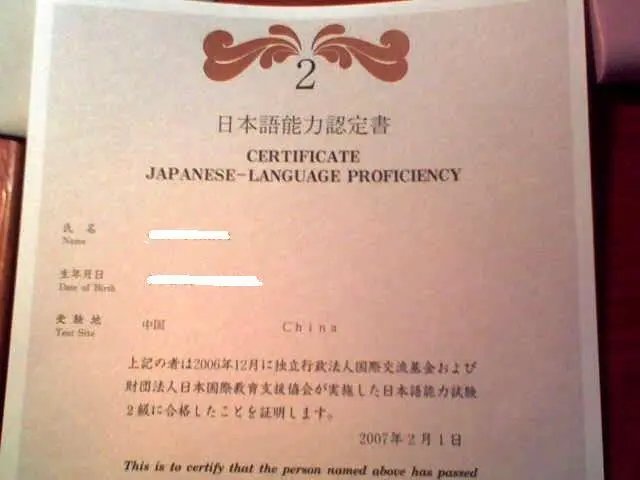 2
日本語能力認定書
CERTIFICATE
JAPANESE-LANGUAGE PROFICIENCY
氏名
Name
生年月日
Date of Birth
受験地 中国 China
Test Site
上記の者は2006年12月に独立行政法人国際交流基金および
財団法人日本国際教育支援協会が実施した日本語能力試験
2級に合格したことを証明します。
2007年2月1日
This is to certify that the person named above has passed